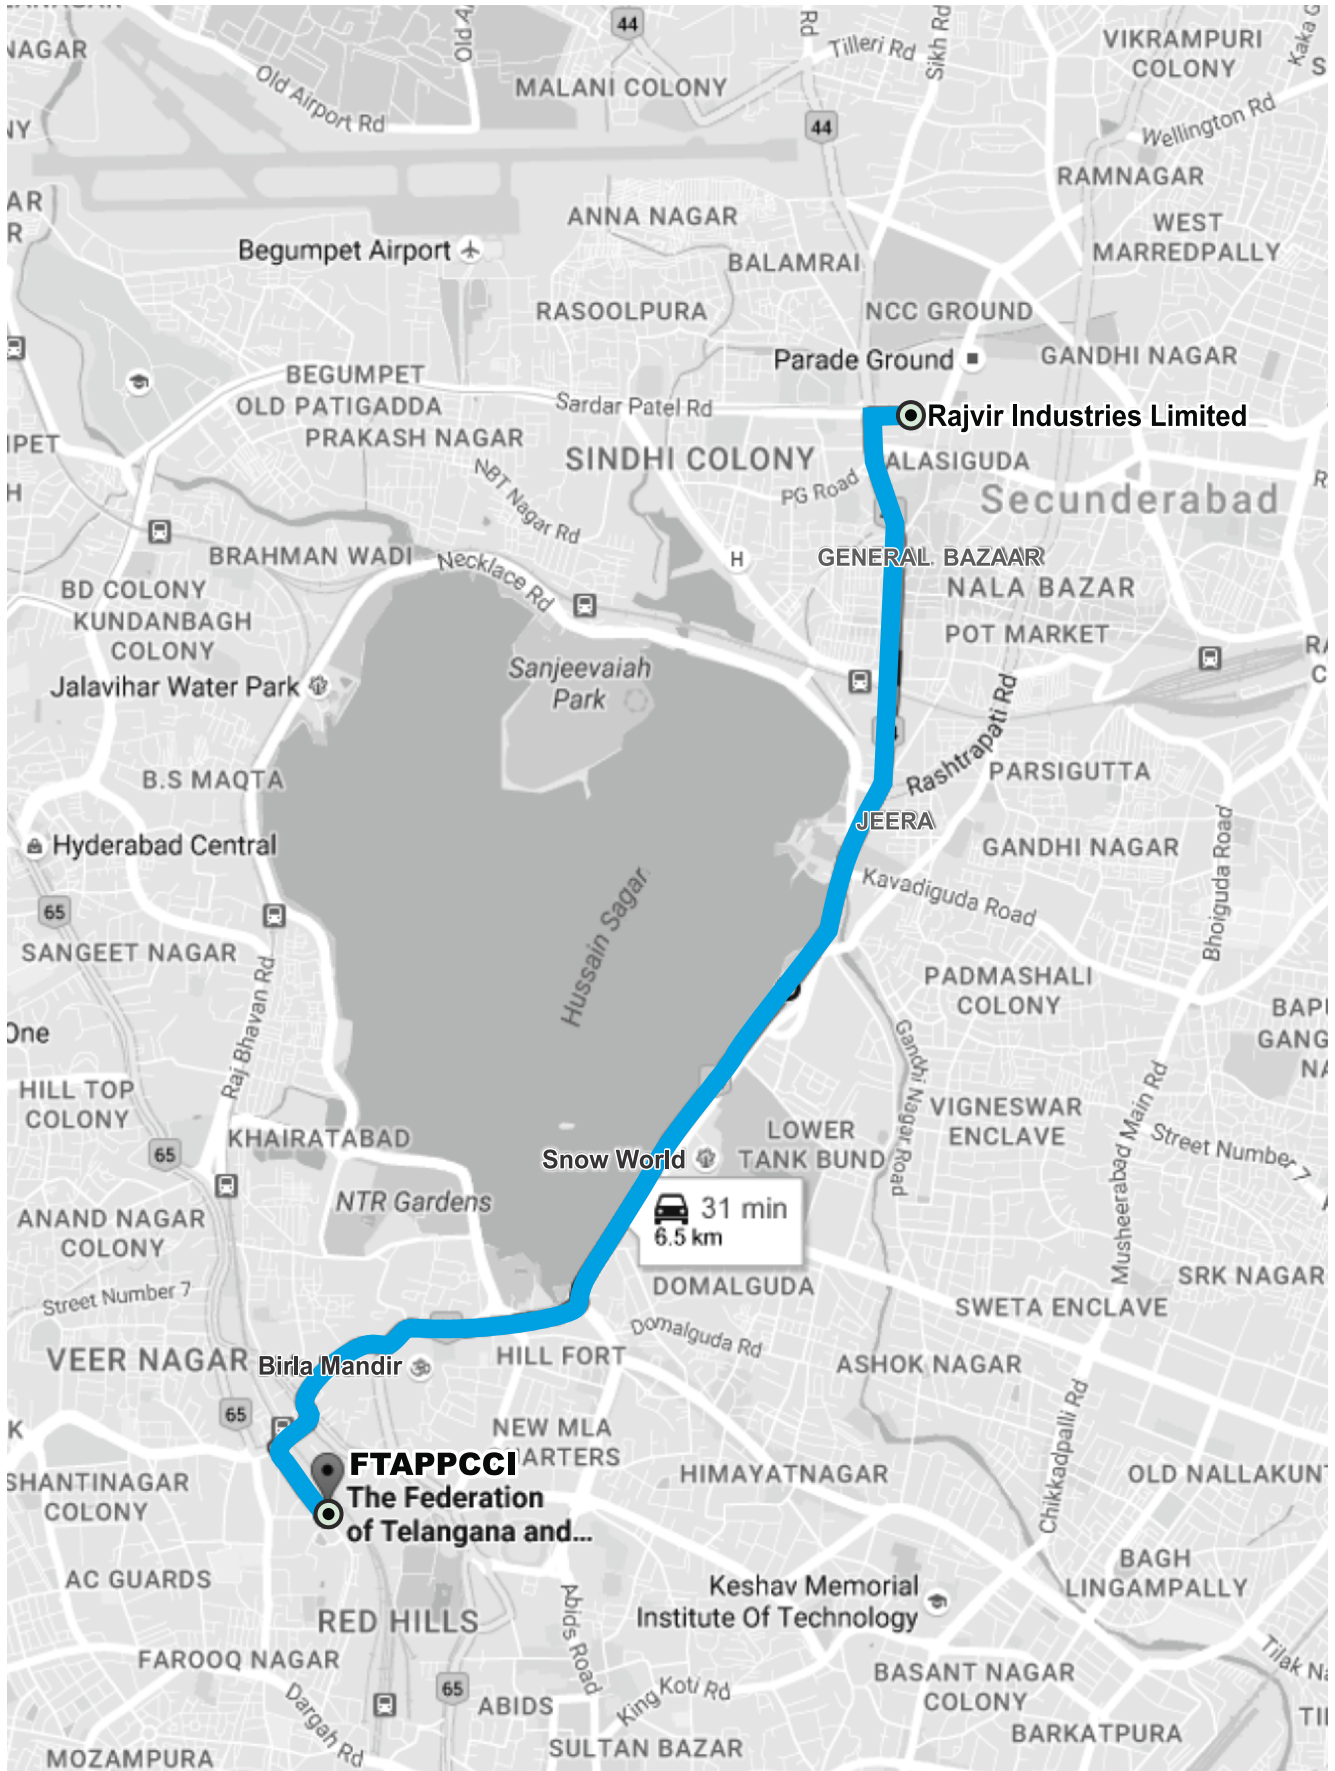 44
Old Airport Rd
MALANI COLONY
Tilleri Rd
Sikh Rd
VIKRAMPURI
COLONY
NAGAR
44
Wellington Rd
RAMNAGAR
WEST
MARREDPALLY
ANNA NAGAR
Begumpet Airport
BALAMRAI
RASOOLPURA
NCC GROUND
Parade Ground
GANDHI NAGAR
BEGUMPET
OLD PATIGADDA
PRAKASH NAGAR
Sardar Patel Rd
Rajvir Industries Limited
SINDHI COLONY
NBT Nagar Rd
PG Road
ALASIGUDA
Secunderabad
BRAHMAN WADI
Necklace Rd
H
GENERAL BAZAAR
NALA BAZAR
BD COLONY
KUNDANBAGH
COLONY
POT MARKET
Sanjeevaiah
Park
Jalavihar Water Park
Rashtrapati Rd
B.S MAQTA
PARSIGUTTA
JEERA
Hyderabad Central
GANDHI NAGAR
Kavadiguda Road
Bhoiguda Road
65
Hussain Sagar
SANGEET NAGAR
PADMASHALI
COLONY
Raj Bhavan Rd
Gandhi Nagar Road
HILL TOP
COLONY
VIGNESWAR
ENCLAVE
Musheerabad Main Rd
Street Number 7
KHAIRATABAD
LOWER
TANK BUND
65
Snow World
NTR Gardens
31 min
6.5 km
ANAND NAGAR
COLONY
DOMALGUDA
SRK NAGAR
Street Number 7
SWETA ENCLAVE
Domalguda Rd
VEER NAGAR
Birla Mandir
HILL FORT
ASHOK NAGAR
65
NEW MLA
Chikkadpalli Rd
FTAPPCCI
The Federation
of Telangana and...
SHANTINAGAR
COLONY
HIMAYATNAGAR
OLD NALLAKUN
BAGH
LINGAMPALLY
AC GUARDS
Keshav Memorial
Institute Of Technology
RED HILLS
Abids Road
FAROOQ NAGAR
65
ABIDS
King Koti Rd
BASANT NAGAR
COLONY
Tilak
Dargah Rd
BARKATPURA
MOZAMPURA
SULTAN BAZAR